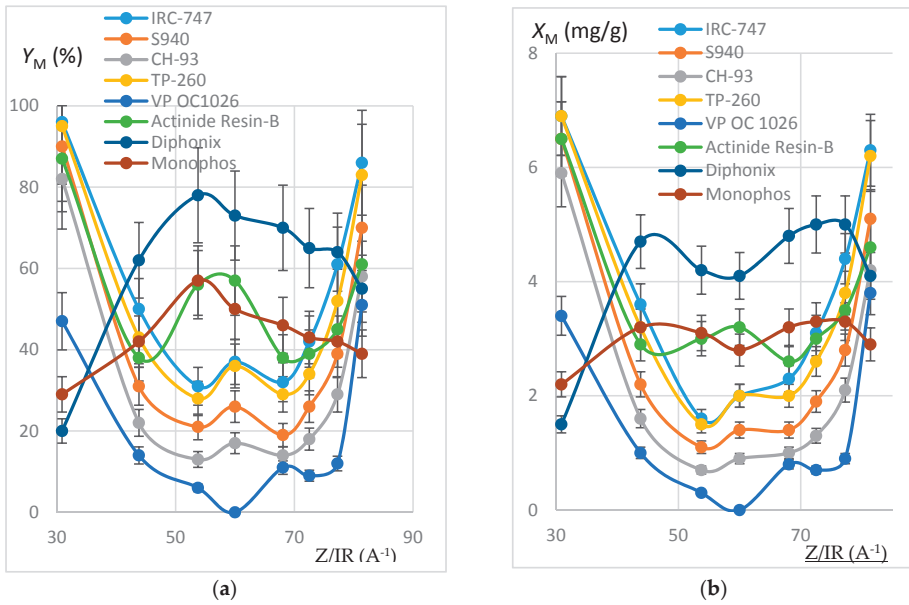 Y_M (%)
IRC-747
S940
CH-93
TP-260
VP OC1026
Actinide Resin-B
Diphonix
Monophos
100
80
60
40
20
0
30
50
70
90
Z/IR (A⁻¹)
(a)
X_M (mg/g)
IRC-747
S940
CH-93
TP-260
VP OC 1026
Actinide Resin-B
Diphonix
Monophos
8
6
4
2
0
30
50
70
Z/IR (A⁻¹)
(b)